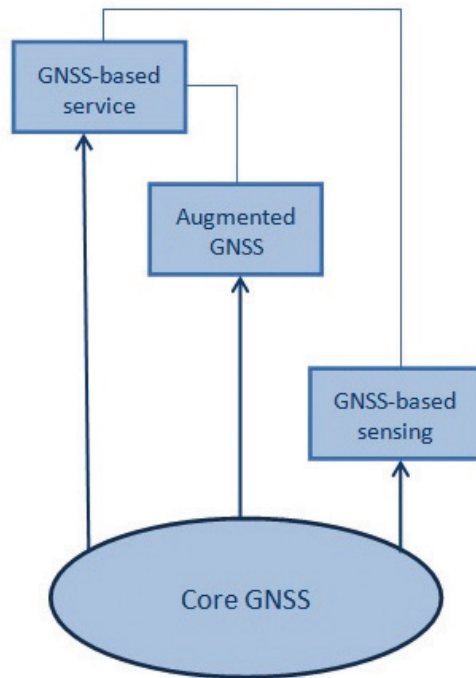 GNSS-based
service
Augmented
GNSS
GNSS-based
sensing
Core GNSS